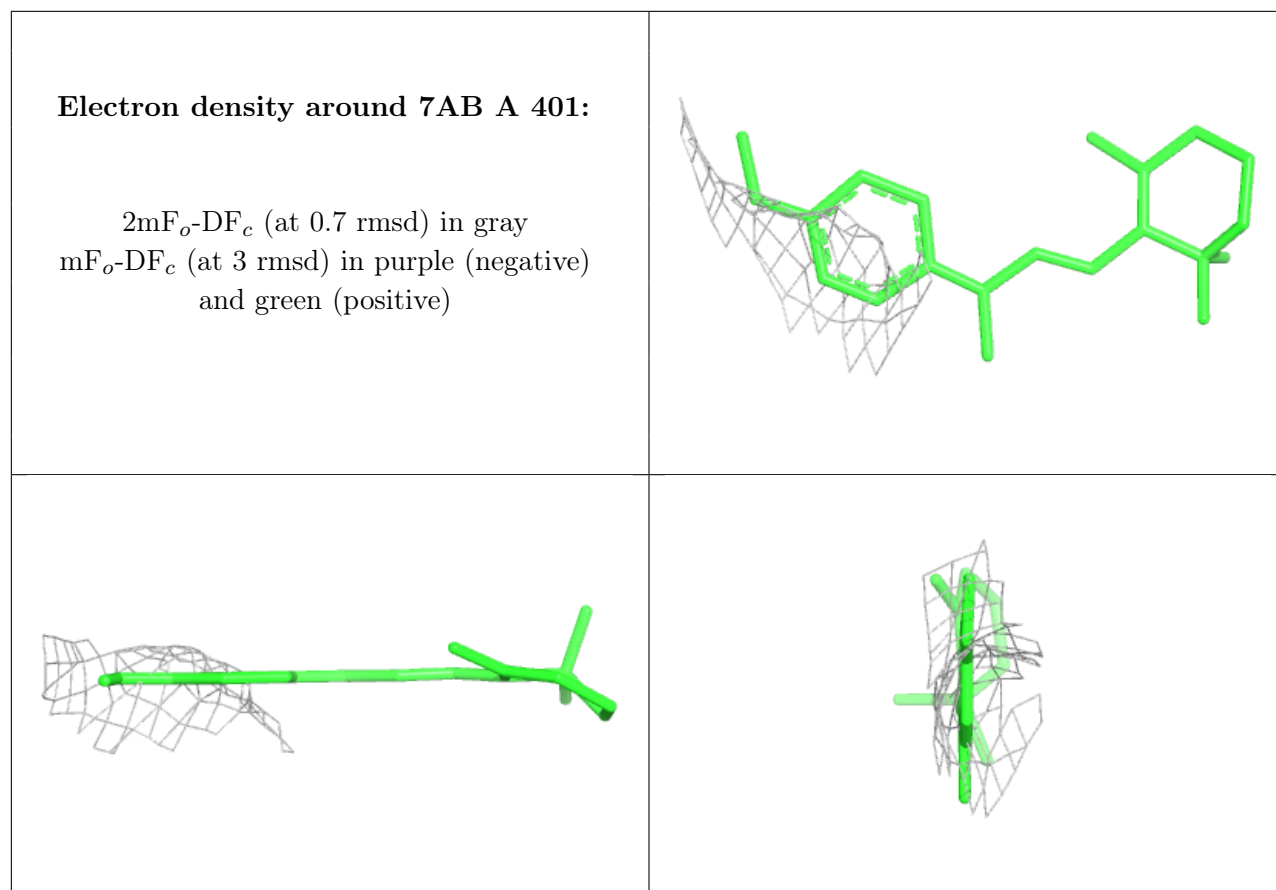 Electron density around 7AB A 401:
2mFo-DFc (at 0.7 rmsd) in gray
mFo-DFc (at 3 rmsd) in purple (negative)
and green (positive)